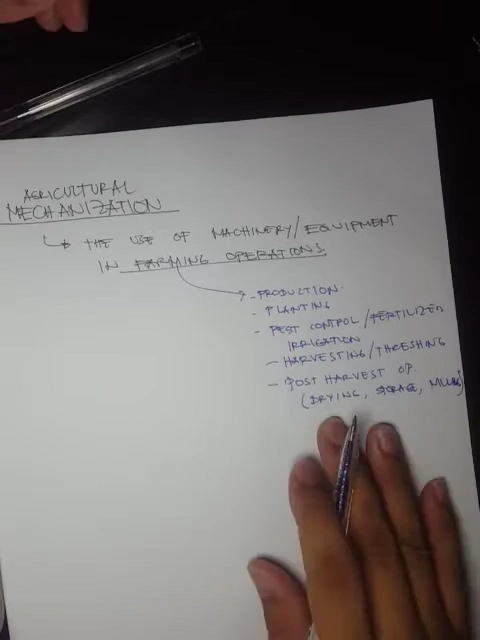 AGRICULTURAL
MECHANIZATION
↳ THE USE OF MACHINERY/EQUIPMENT
IN FARMING OPERATIONS
- PRODUCTION
- PLANTING
- PEST CONTROL/FERTILIZER
IRRIGATION
- HARVESTING/THRESHING
- POST HARVEST OP.
(DRYING, STORAGE,